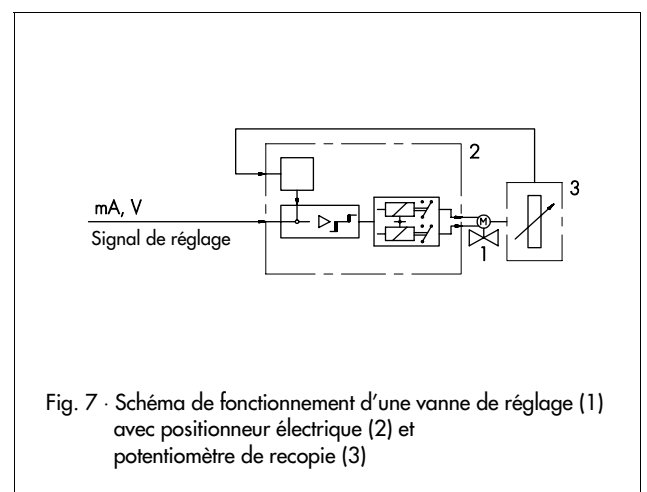 2
3
mA, V
Signal de réglage
M
1
Fig. 7 · Schéma de fonctionnement d’une vanne de réglage (1)
avec positionneur électrique (2) et
potentiomètre de recopie (3)